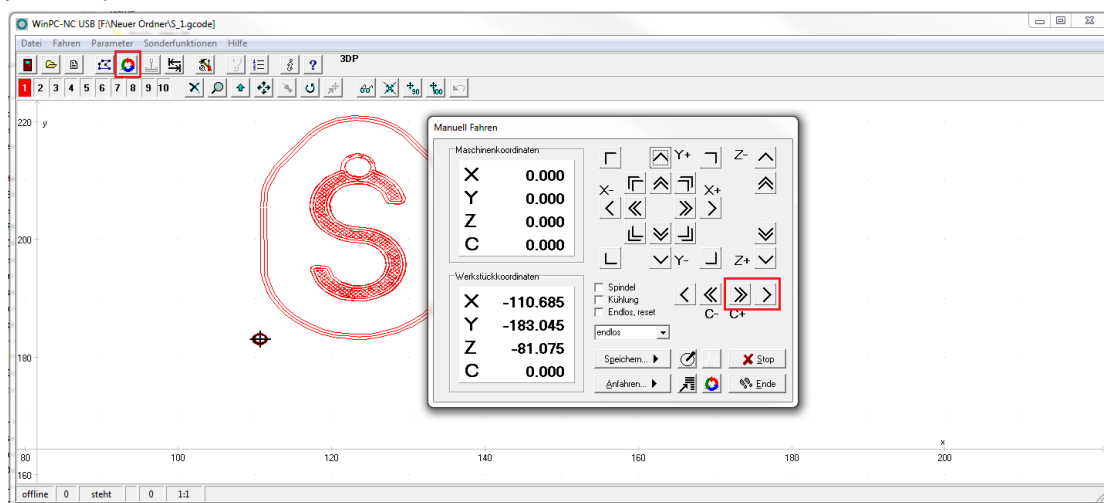 WinPC-NC USB [F:\Neuer Ordner\S_1.gcode]
Datei Fahren Parameter Sonderfunktionen Hilfe
3DP
1 2 3 4 5 6 7 8 9 10
90 100
220 y
Manuell Fahren
Maschinenkoordinaten
X 0.000
Y 0.000
Z 0.000
C 0.000
Y+ Z-
X- X+
Y- Z+
200
Werkstückkoordinaten
X -110.685
Y -183.045
Z -81.075
C 0.000
Spindel
Kühlung
Endlos, reset
C- C+
endlos
Speichern... Stop
Anfahren... Ende
180
x
80 100 120 140 160 180 200
160
offline 0 steht 0 1:1